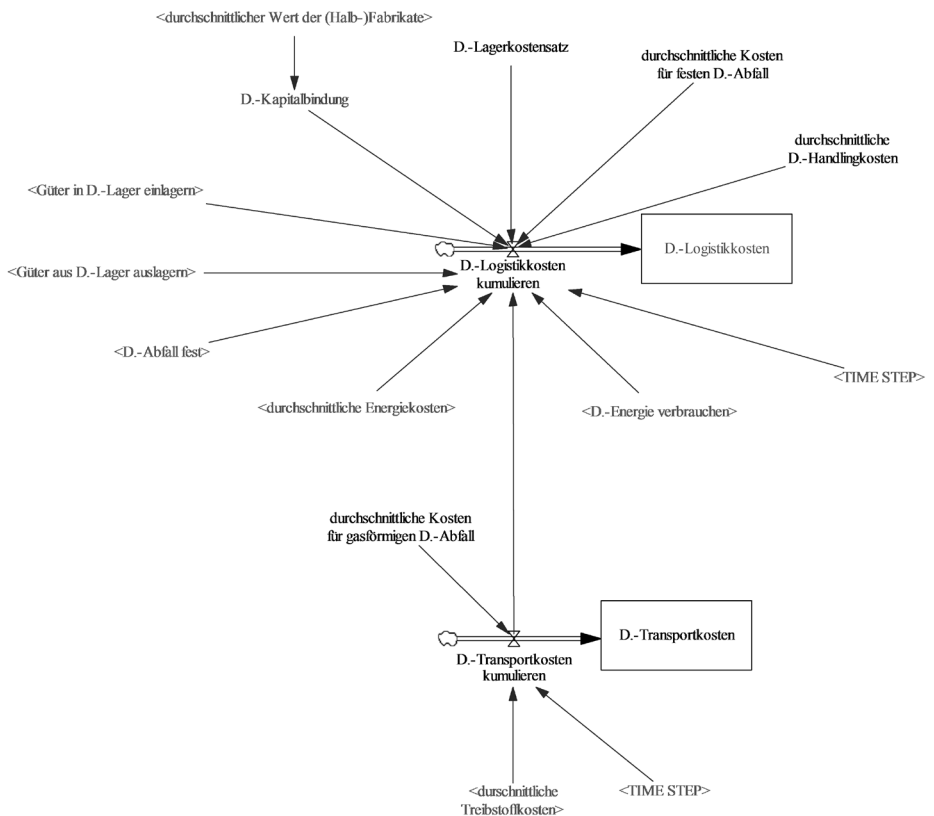 <durchschnittlicher Wert der (Halb-)Fabrikate>
D.-Lagerkostensatz
durchschnittliche Kosten
für festen D.-Abfall
D.-Kapitalbindung
durchschnittliche
D.-Handlingkosten
<Güter in D.-Lager einlagern>
D.-Logistikkosten
D.-Logistikkosten
kumulieren
<Güter aus D.-Lager auslagern>
<D.-Abfall fest>
<TIME STEP>
<durchschnittliche Energiekosten>
<D.-Energie verbrauchen>
durchschnittliche Kosten
für gasförmigen D.-Abfall
D.-Transportkosten
D.-Transportkosten
kumulieren
<durschnittliche
Treibstoffkosten>
<TIME STEP>